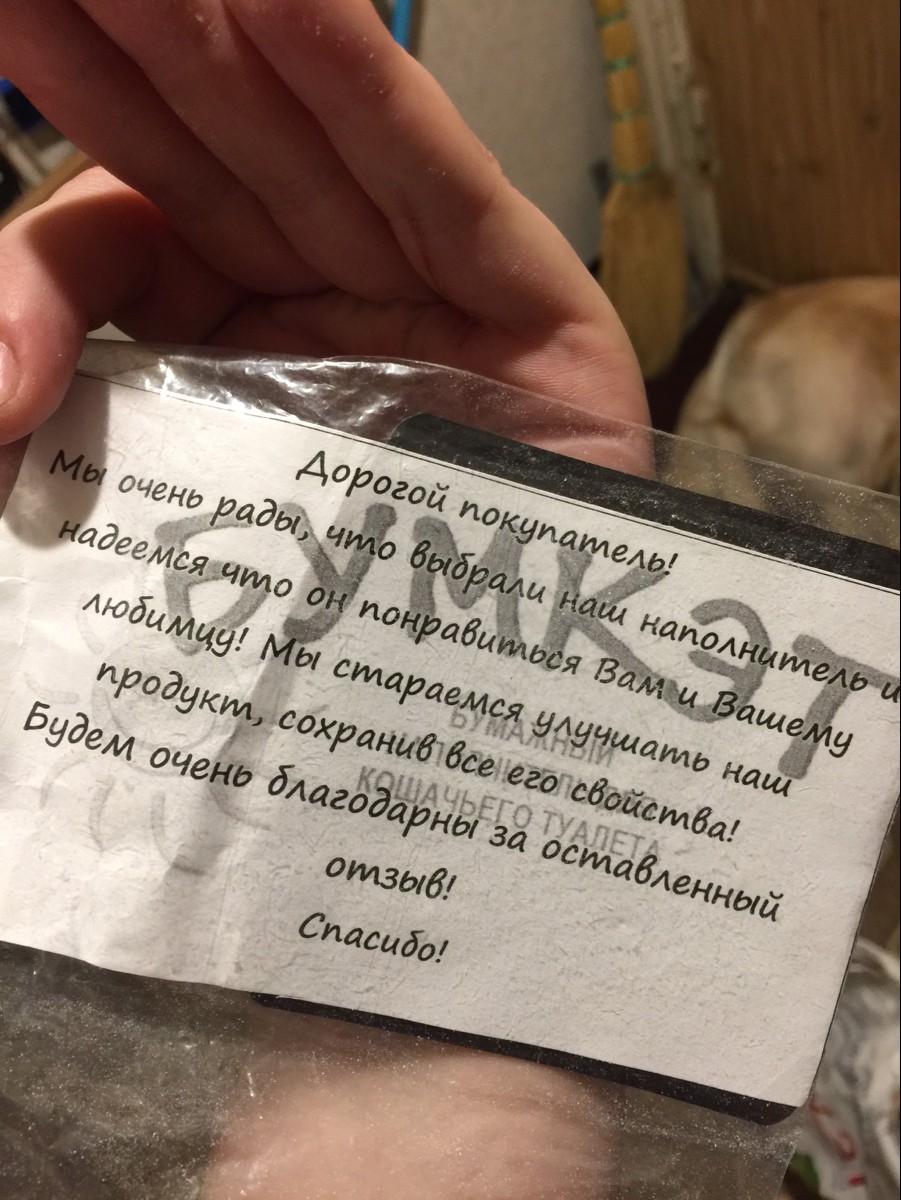 Дорогой покупатель!
Мы очень рады, что выбрали наш наполнитель и
надеемся что он понравиться Вам и Вашему
любимцу! Мы стараемся улучшать наш
продукт, сохранив все его свойства!
Будем очень благодарны за оставленный
отзыв!
Спасибо!
БУМКЭТ
БУМАЖНЫЙ
НАПОЛНИТЕЛЬ
КОШАЧЬЕГО ТУАЛЕТА